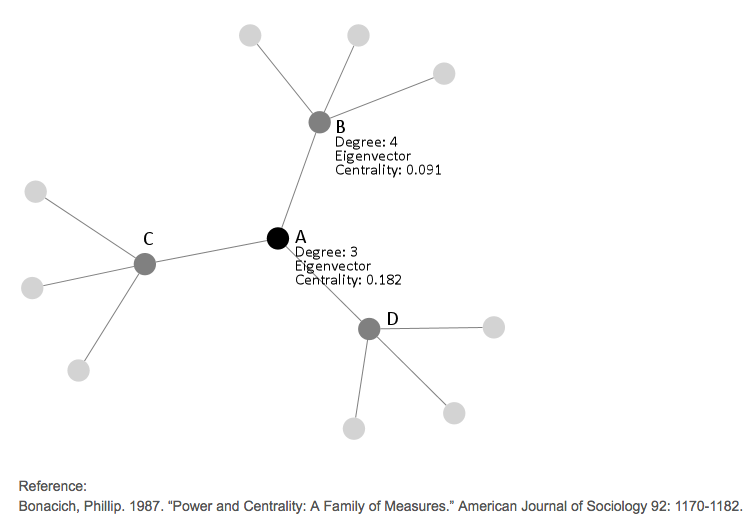 B
Degree: 4
Eigenvector
Centrality: 0.091
C
A
Degree: 3
Eigenvector
Centrality: 0.182
D
Reference:
Bonacich, Phillip. 1987. “Power and Centrality: A Family of Measures.” American Journal of Sociology 92: 1170-1182.